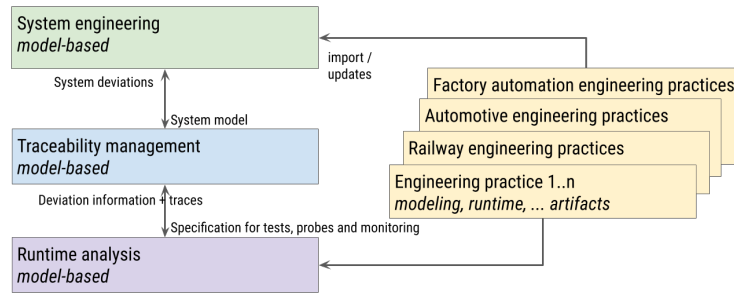 System engineering
model-based
import /
updates
System deviations
Factory automation engineering practices
Automotive engineering practices
System model
Traceability management
model-based
Railway engineering practices
Engineering practice 1..n
modeling, runtime, ... artifacts
Deviation information + traces
Specification for tests, probes and monitoring
Runtime analysis
model-based